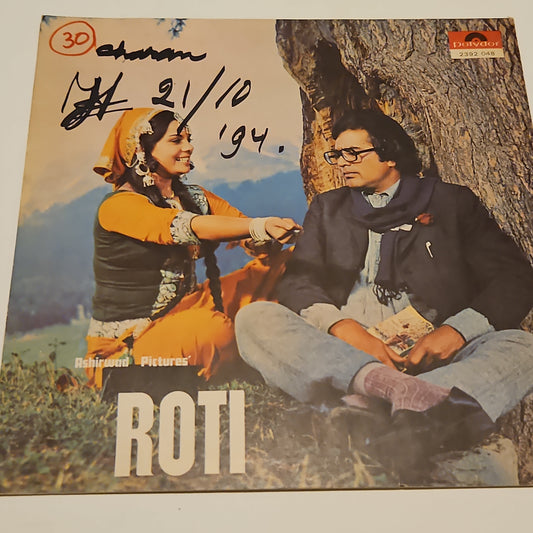 30
charan
21/10
'94.
Polydor
2392 048
Ashirwad Pictures'
ROTI